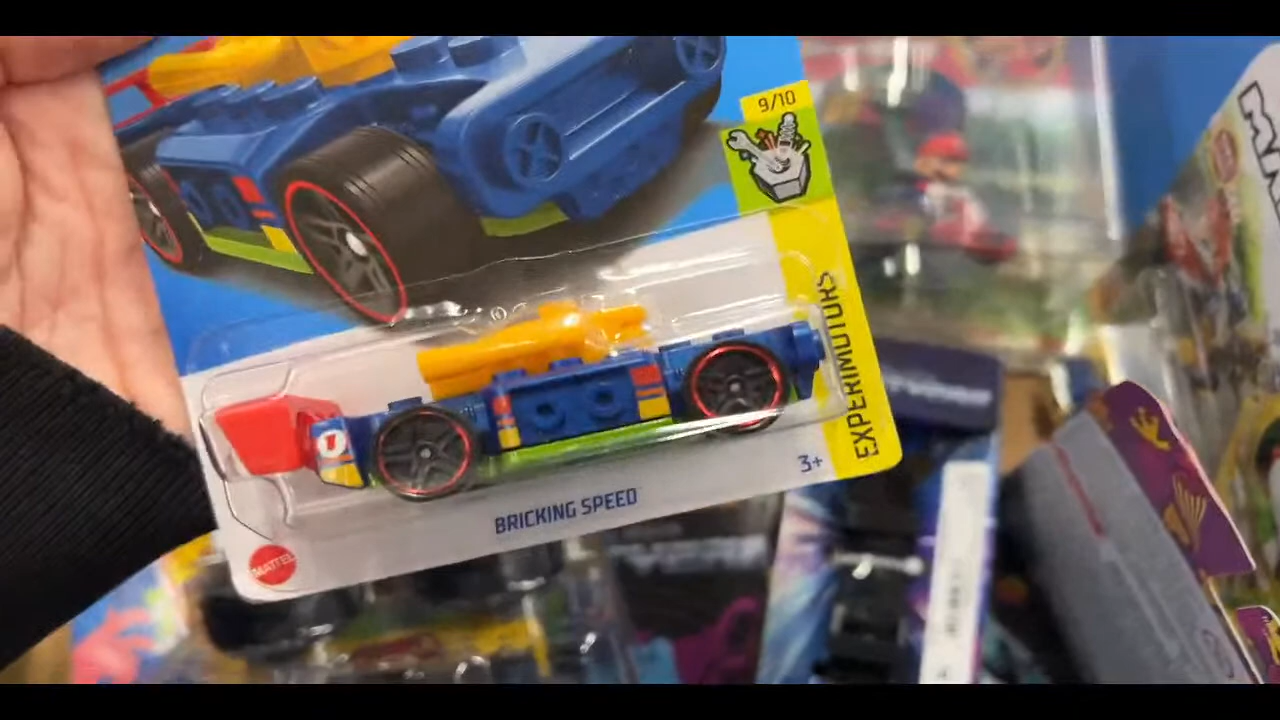 9/10
EXPERIMOTORS
1
3+
BRICKING SPEED
MATTEL